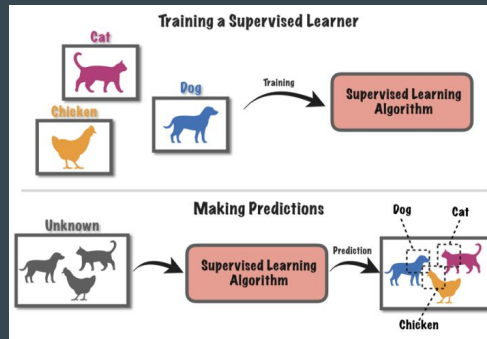 Training a Supervised Learner
Cat
Dog
Chicken
Training
Supervised Learning
Algorithm
Making Predictions
Unknown
Supervised Learning
Algorithm
Prediction
Dog
Cat
Chicken